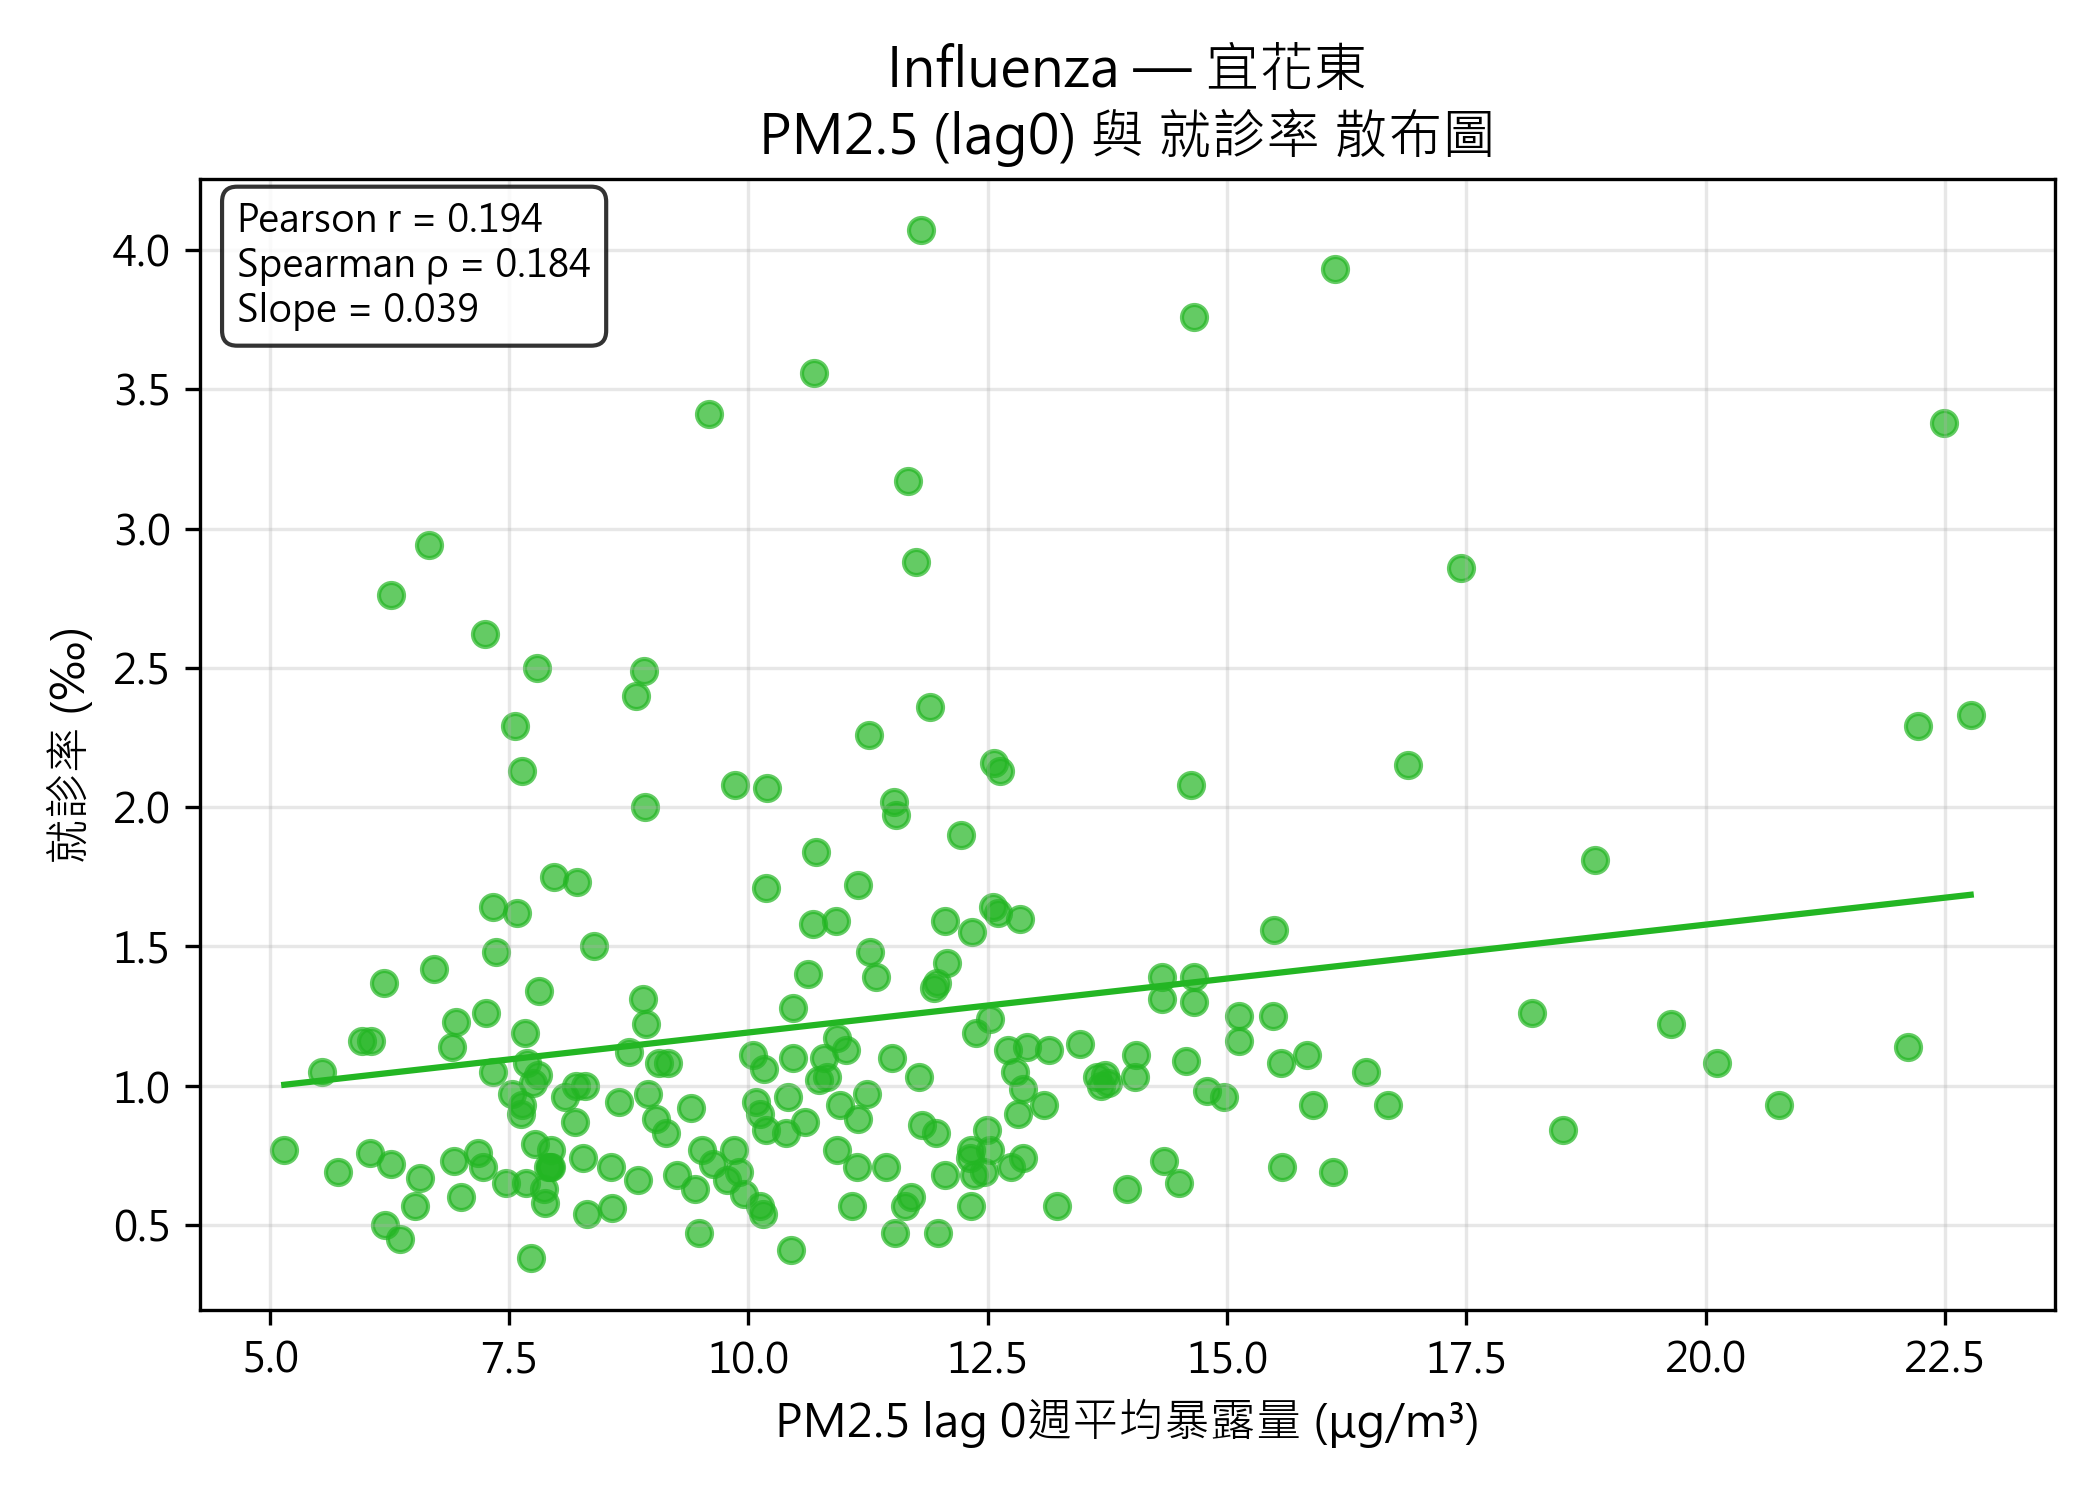 Influenza — 宜花東
PM2.5 (lag0) 與 就診率 散布圖
Pearson r = 0.194
Spearman ρ = 0.184
Slope = 0.039
就診率 (‰)
4.0
3.5
3.0
2.5
2.0
1.5
1.0
0.5
5.0 7.5 10.0 12.5 15.0 17.5 20.0 22.5
PM2.5 lag 0週平均暴露量 (μg/m³)